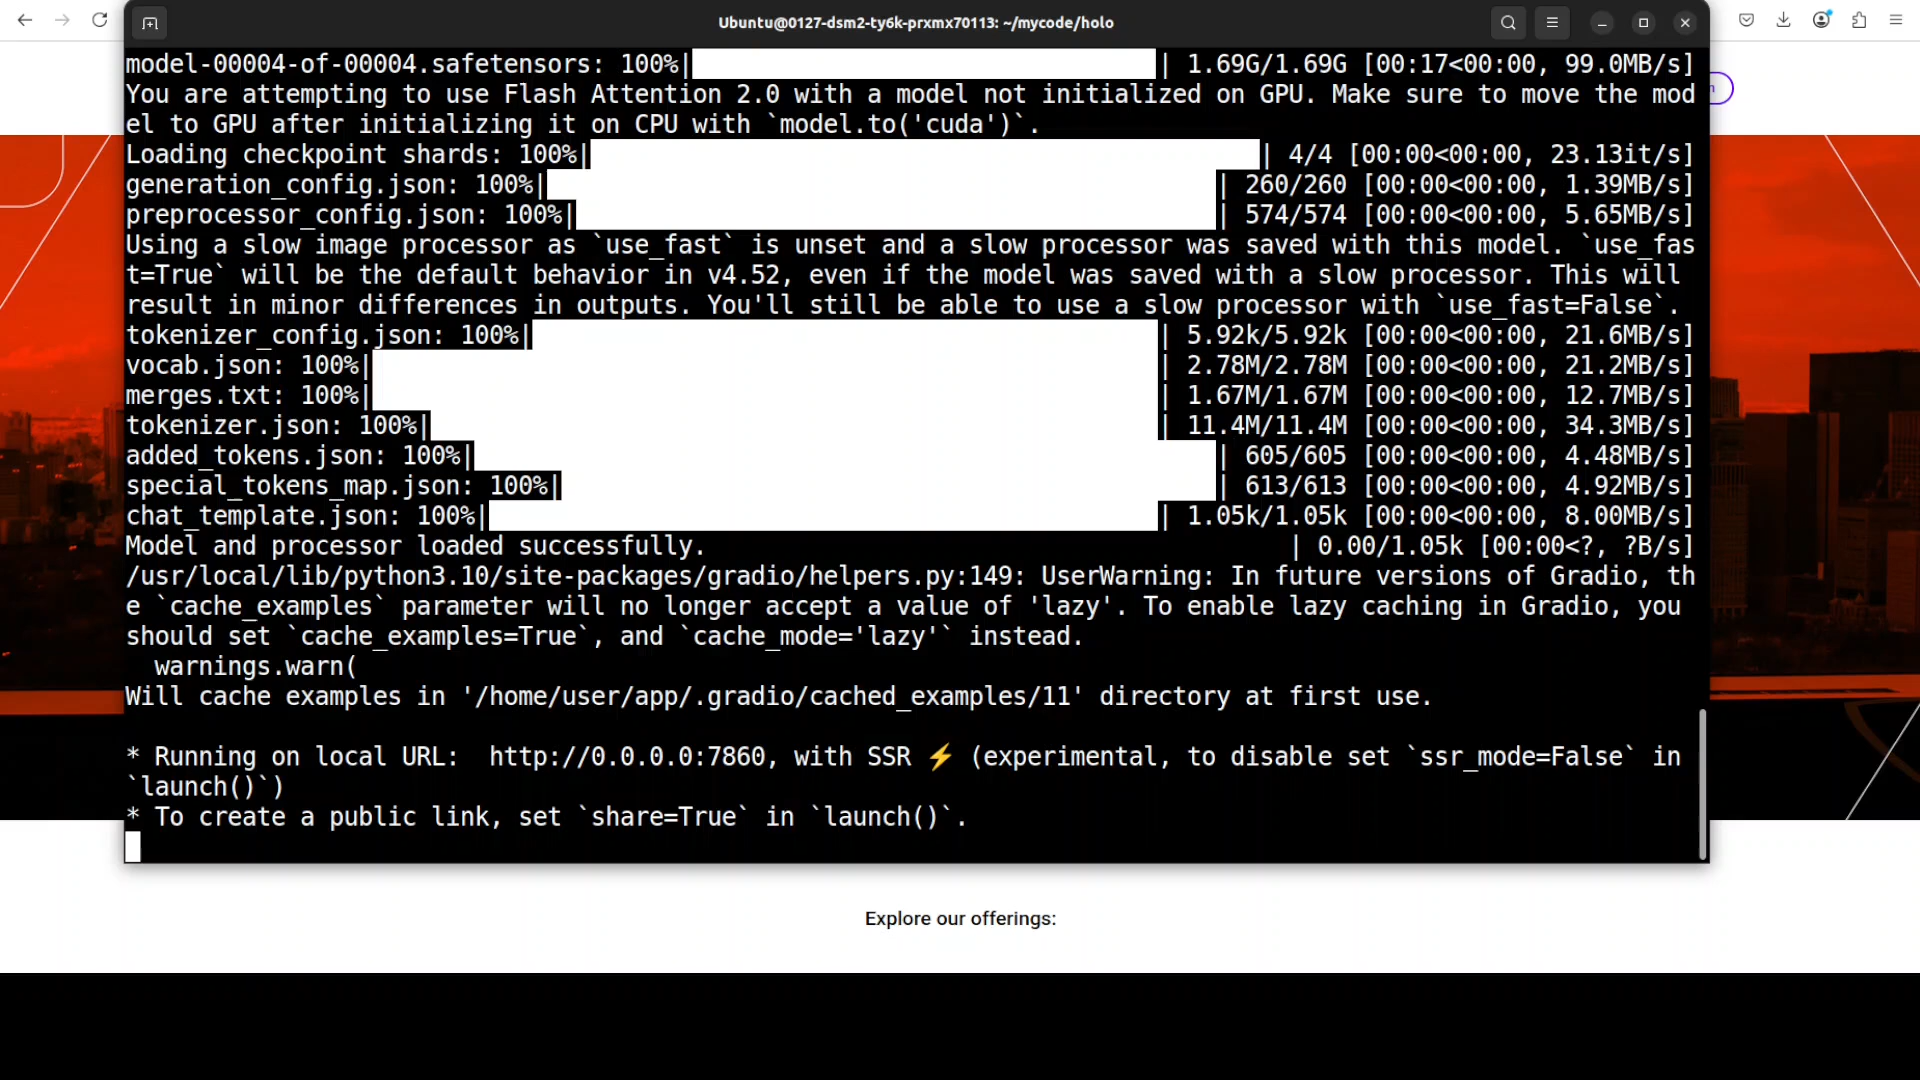 Ubuntu@0127-dsm2-ty6k-prxmx70113: ~/mycode/holo
model-00004-of-00004.safetensors: 100%| | 1.69G/1.69G [00:17<00:00, 99.0MB/s]
You are attempting to use Flash Attention 2.0 with a model not initialized on GPU. Make sure to move the mod
el to GPU after initializing it on CPU with `model.to('cuda')`.
Loading checkpoint shards: 100%| | 4/4 [00:00<00:00, 23.13it/s]
generation_config.json: 100%| | 260/260 [00:00<00:00, 1.39MB/s]
preprocessor_config.json: 100%| | 574/574 [00:00<00:00, 5.65MB/s]
Using a slow image processor as `use_fast` is unset and a slow processor was saved with this model. `use_fas
t=True` will be the default behavior in v4.52, even if the model was saved with a slow processor. This will
result in minor differences in outputs. You'll still be able to use a slow processor with `use_fast=False`.
tokenizer_config.json: 100%| | 5.92k/5.92k [00:00<00:00, 21.6MB/s]
vocab.json: 100%| | 2.78M/2.78M [00:00<00:00, 21.2MB/s]
merges.txt: 100%| | 1.67M/1.67M [00:00<00:00, 12.7MB/s]
tokenizer.json: 100%| | 11.4M/11.4M [00:00<00:00, 34.3MB/s]
added_tokens.json: 100%| | 605/605 [00:00<00:00, 4.48MB/s]
special_tokens_map.json: 100%| | 613/613 [00:00<00:00, 4.92MB/s]
chat_template.json: 100%| | 1.05k/1.05k [00:00<00:00, 8.00MB/s]
Model and processor loaded successfully. | 0.00/1.05k [00:00<?, ?B/s]
/usr/local/lib/python3.10/site-packages/gradio/helpers.py:149: UserWarning: In future versions of Gradio, th
e `cache_examples` parameter will no longer accept a value of 'lazy'. To enable lazy caching in Gradio, you
should set `cache_examples=True`, and `cache_mode='lazy'` instead.
warnings.warn(
Will cache examples in '/home/user/app/.gradio/cached_examples/11' directory at first use.
* Running on local URL: http://0.0.0.0:7860, with SSR ⚡ (experimental, to disable set `ssr_mode=False` in
`launch()`)
* To create a public link, set `share=True` in `launch()`.
Explore our offerings: